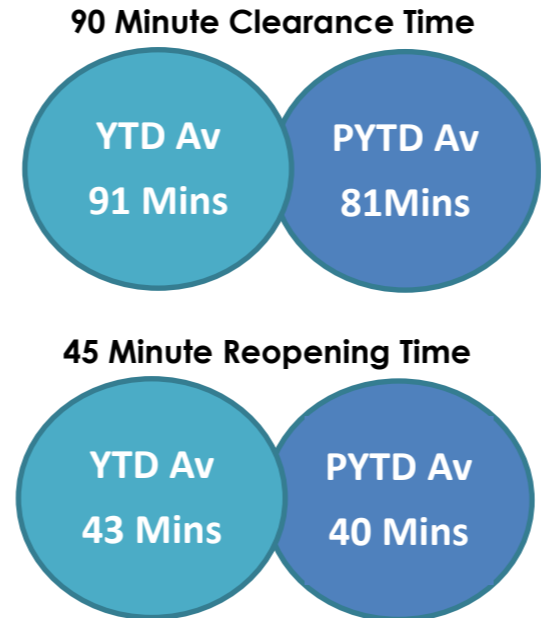 90 Minute Clearance Time
YTD Av
91 Mins
PYTD Av
81Mins
45 Minute Reopening Time
YTD Av
43 Mins
PYTD Av
40 Mins